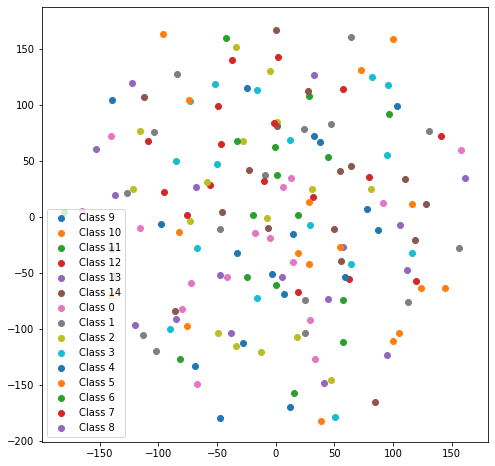 150
100
50
0
−50
−100
−150
−200
Class 9
Class 10
Class 11
Class 12
Class 13
Class 14
Class 0
Class 1
Class 2
Class 3
Class 4
Class 5
Class 6
Class 7
Class 8
−150 −100 −50 0 50 100 150